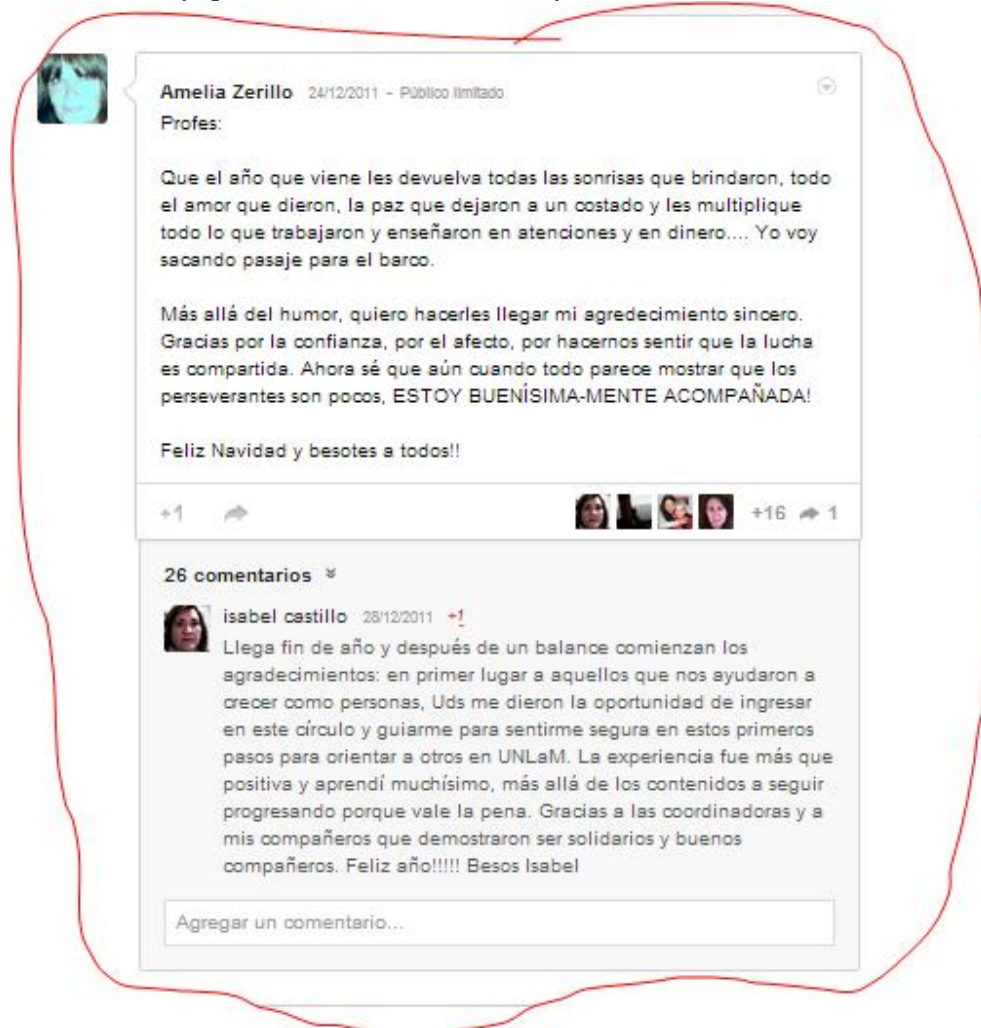 Amelia Zerillo 24/12/2011 - Público limitado
Profes:
Que el año que viene les devuelva todas las sonrisas que brindaron, todo
el amor que dieron, la paz que dejaron a un costado y les multiplique
todo lo que trabajaron y enseñaron en atenciones y en dinero.... Yo voy
sacando pasaje para el barco.
Más allá del humor, quiero hacerles llegar mi agredecimiento sincero.
Gracias por la confianza, por el afecto, por hacernos sentir que la lucha
es compartida. Ahora sé que aún cuando todo parece mostrar que los
perseverantes son pocos, ESTOY BUENÍSIMA-MENTE ACOMPAÑADA!
Feliz Navidad y besotes a todos!!
+1 +16 1
26 comentarios
isabel castillo 28/12/2011 +1
Llega fin de año y después de un balance comienzan los
agradecimientos: en primer lugar a aquellos que nos ayudaron a
crecer como personas, Uds me dieron la oportunidad de ingresar
en este círculo y guiarme para sentirme segura en estos primeros
pasos para orientar a otros en UNLaM. La experiencia fue más que
positiva y aprendí muchísimo, más allá de los contenidos a seguir
progresando porque vale la pena. Gracias a las coordinadoras y a
mis compañeros que demostraron ser solidarios y buenos
compañeros. Feliz año!!!!! Besos Isabel
Agregar un comentario...